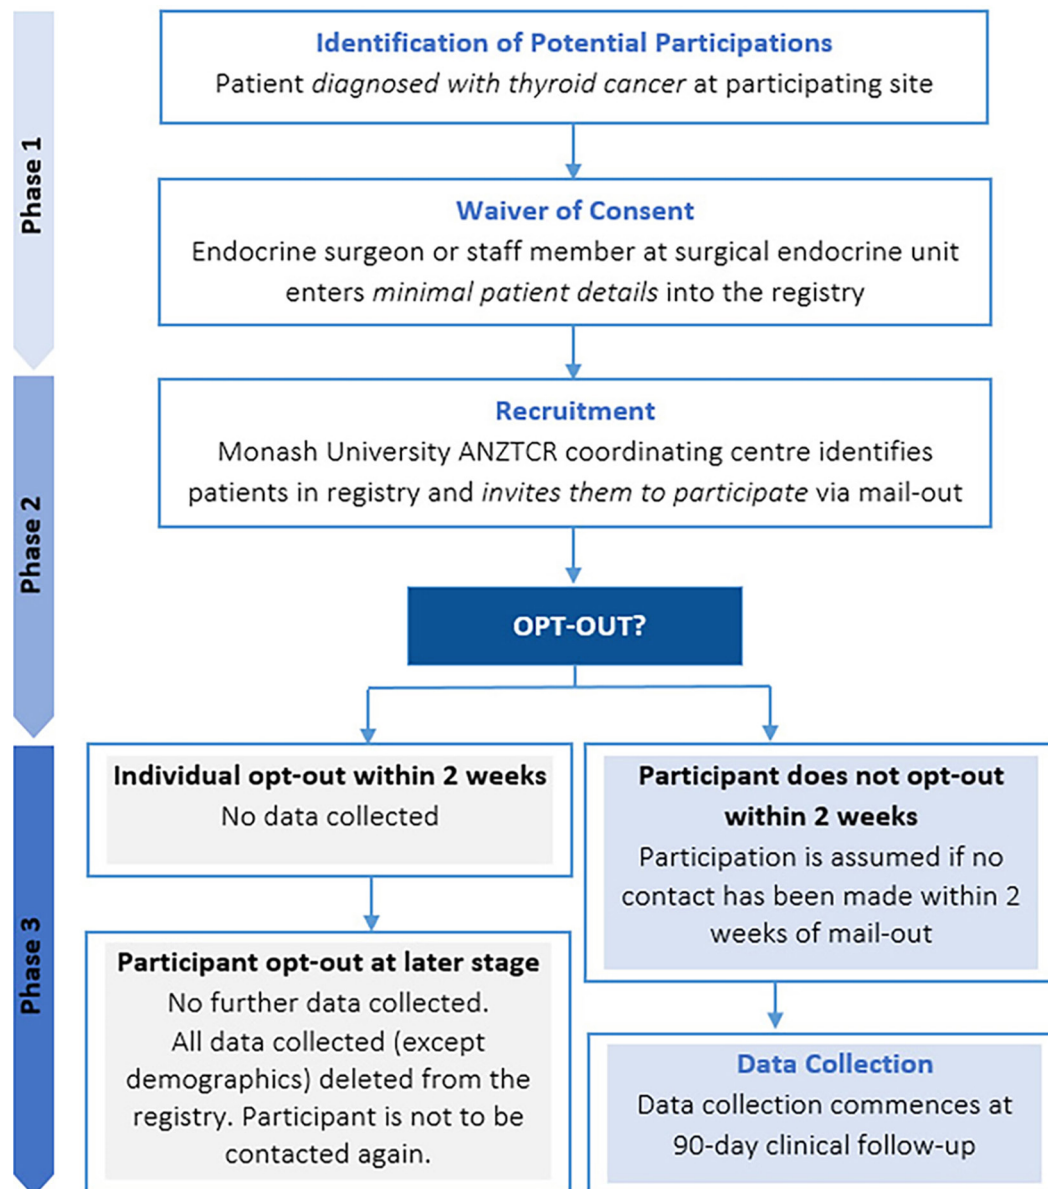 Phase 1
Identification of Potential Participations
Patient diagnosed with thyroid cancer at participating site
Waiver of Consent
Endocrine surgeon or staff member at surgical endocrine unit
enters minimal patient details into the registry
Phase 2
Recruitment
Monash University ANZTCR coordinating centre identifies
patients in registry and invites them to participate via mail-out
OPT-OUT?
Phase 3
Individual opt-out within 2 weeks
No data collected
Participant opt-out at later stage
No further data collected.
All data collected (except
demographics) deleted from the
registry. Participant is not to be
contacted again.
Participant does not opt-out
within 2 weeks
Participation is assumed if no
contact has been made within 2
weeks of mail-out
Data Collection
Data collection commences at
90-day clinical follow-up